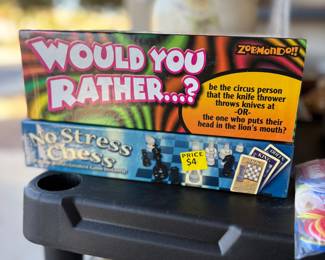 WOULD YOU
RATHER...?
ZOBMONDO!!
be the circus person
that the knife thrower
throws knives at
-OR-
the one who puts their
head in the lion's mouth?
No Stress
Chess
PRICE
$4